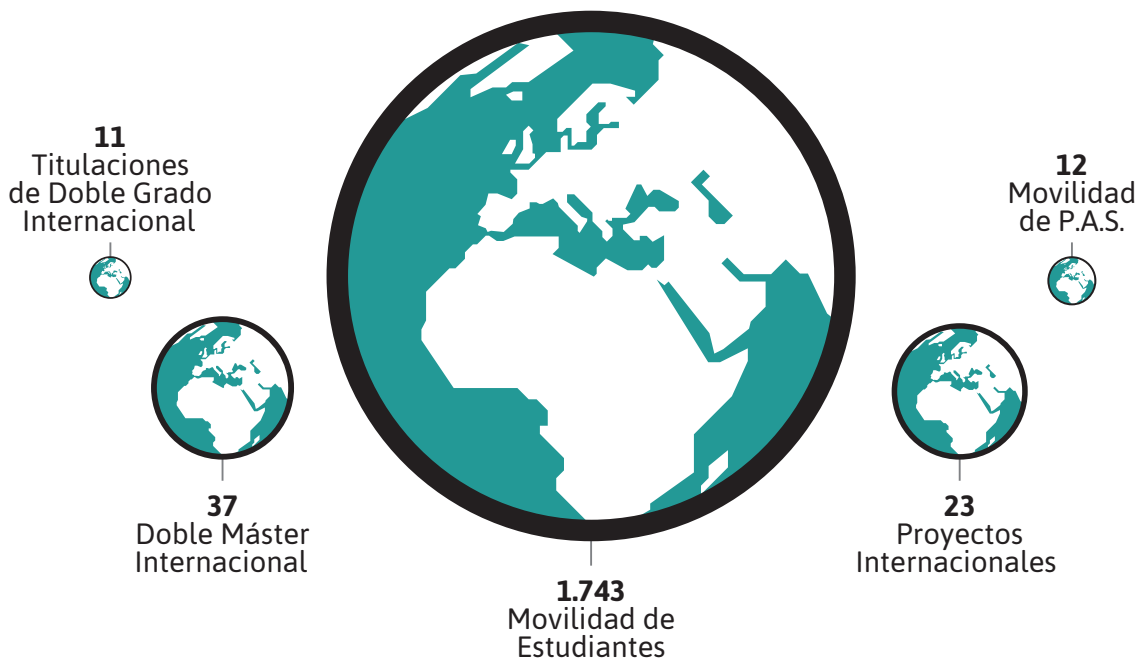 11
Titulaciones
de Doble Grado
Internacional
12
Movilidad
de P.A.S.
37
Doble Máster
Internacional
23
Proyectos
Internacionales
1.743
Movilidad de
Estudiantes